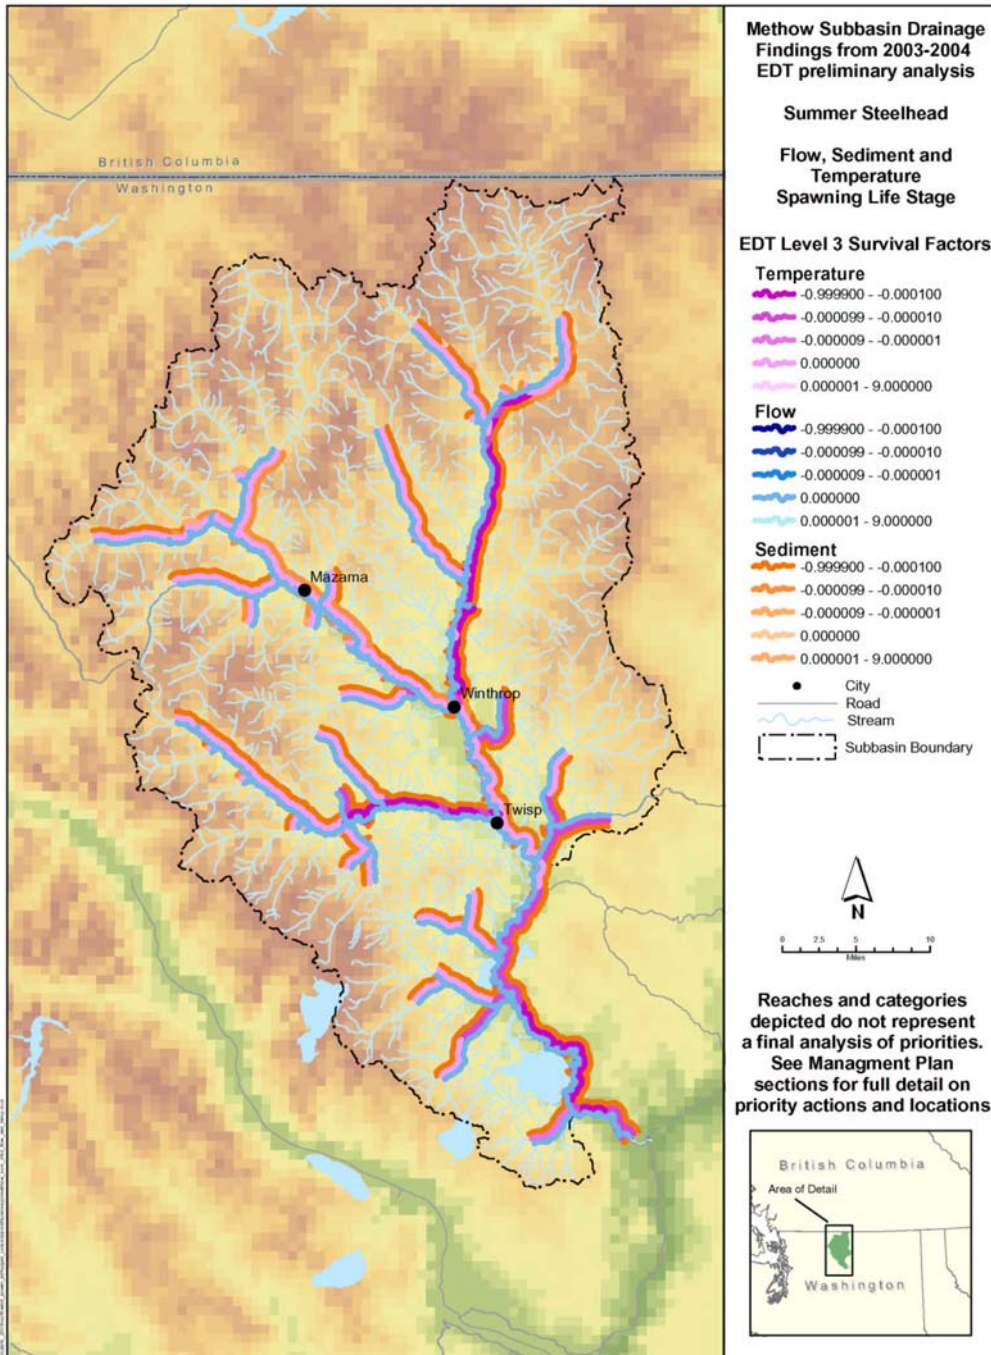 Methow Subbasin Drainage
Findings from 2003-2004
EDT preliminary analysis
Summer Steelhead
Flow, Sediment and
Temperature
Spawning Life Stage
EDT Level 3 Survival Factors
Temperature
-0.999900 - -0.000100
-0.000099 - -0.000010
-0.000009 - -0.000001
0.000000
0.000001 - 9.000000
Flow
-0.999900 - -0.000100
-0.000099 - -0.000010
-0.000009 - -0.000001
0.000000
0.000001 - 9.000000
Sediment
-0.999900 - -0.000100
-0.000099 - -0.000010
-0.000009 - -0.000001
0.000000
0.000001 - 9.000000
City
Road
Stream
Subbasin Boundary
N
0 2.5 5 10
Miles
Reaches and categories
depicted do not represent
a final analysis of priorities.
See Managment Plan
sections for full detail on
priority actions and locations
British Columbia
Area of Detail
Washington
British Columbia
Washington
Mazama
Winthrop
Twisp